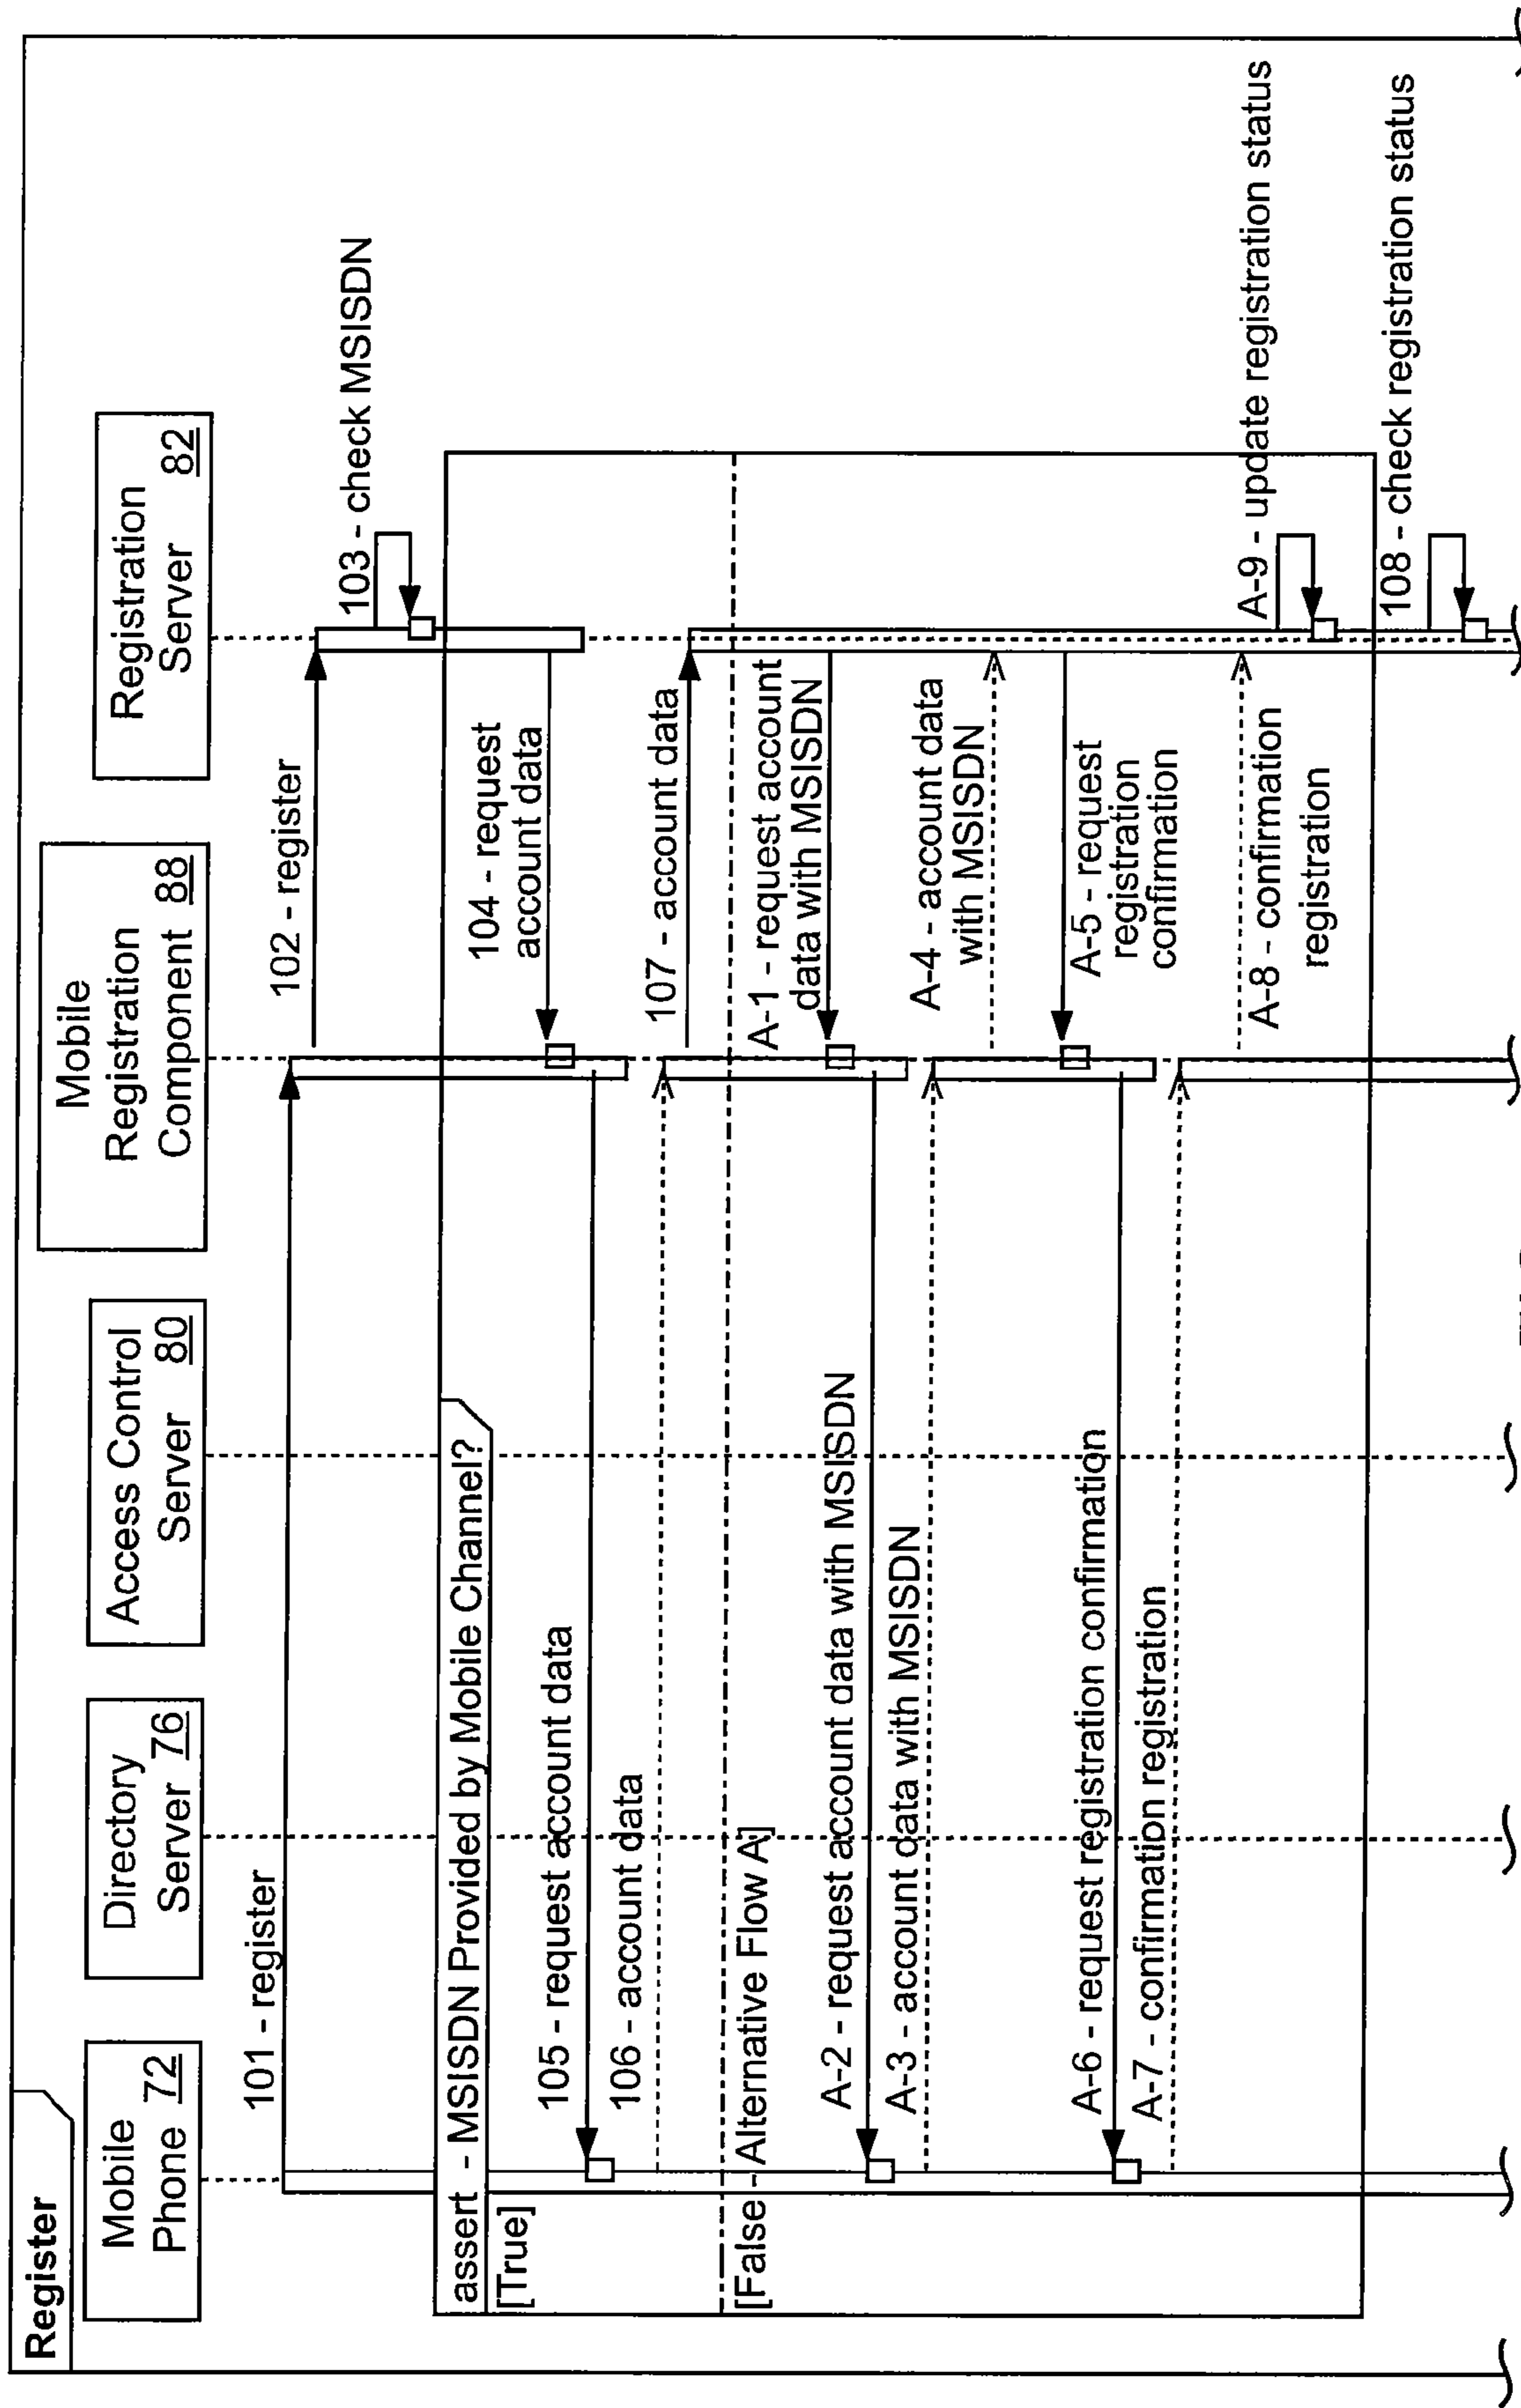 Register
Mobile
Phone 72
Directory
Server 76
Access Control
Server 80
Mobile
Registration
Component 88
Registration
Server 82
101 - register
102 - register
103 - check MSISDN
assert - MSISDN Provided by Mobile Channel?
[True]
104 - request
account data
105 - request account data
106 - account data
107 - account data
[False - Alternative Flow A]
A-1 - request account
data with MSISDN
A-2 - request account data with MSISDN
A-3 - account data with MSISDN
A-4 - account data
with MSISDN
A-5 - request
registration
confirmation
A-6 - request registration confirmation
A-7 - confirmation registration
A-8 - confirmation
registration
A-9 - update registration status
108 - check registration status